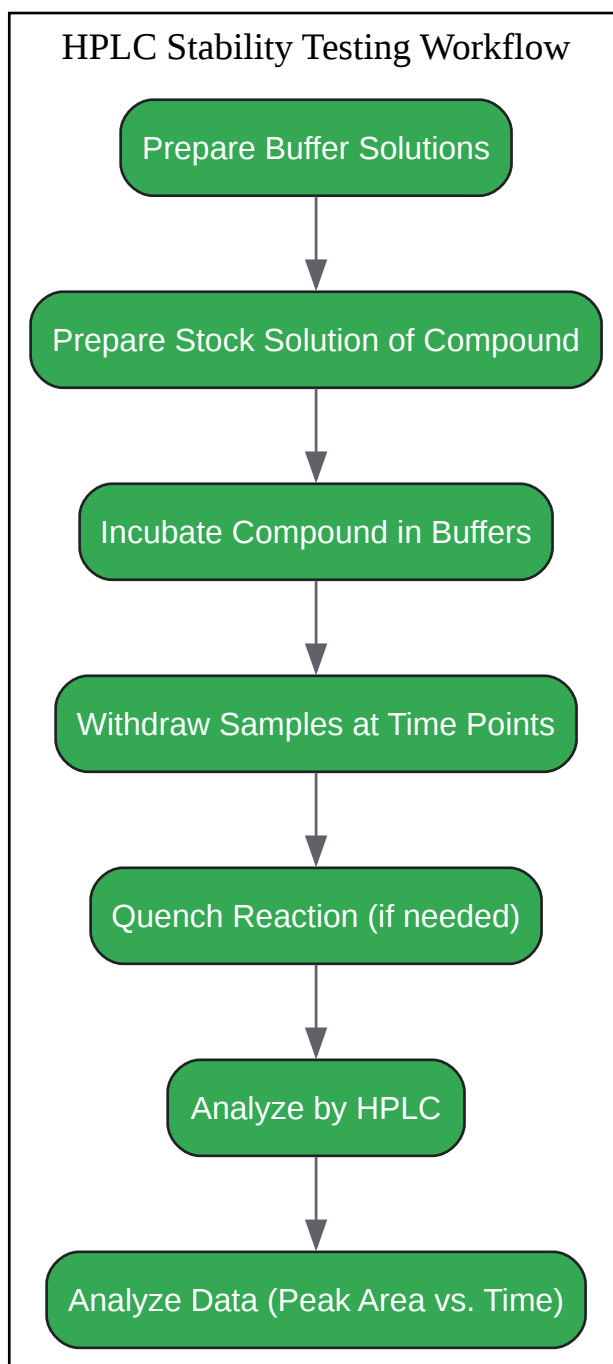 HPLC Stability Testing Workflow
Prepare Buffer Solutions
Prepare Stock Solution of Compound
Incubate Compound in Buffers
Withdraw Samples at Time Points
Quench Reaction (if needed)
Analyze by HPLC
Analyze Data (Peak Area vs. Time)